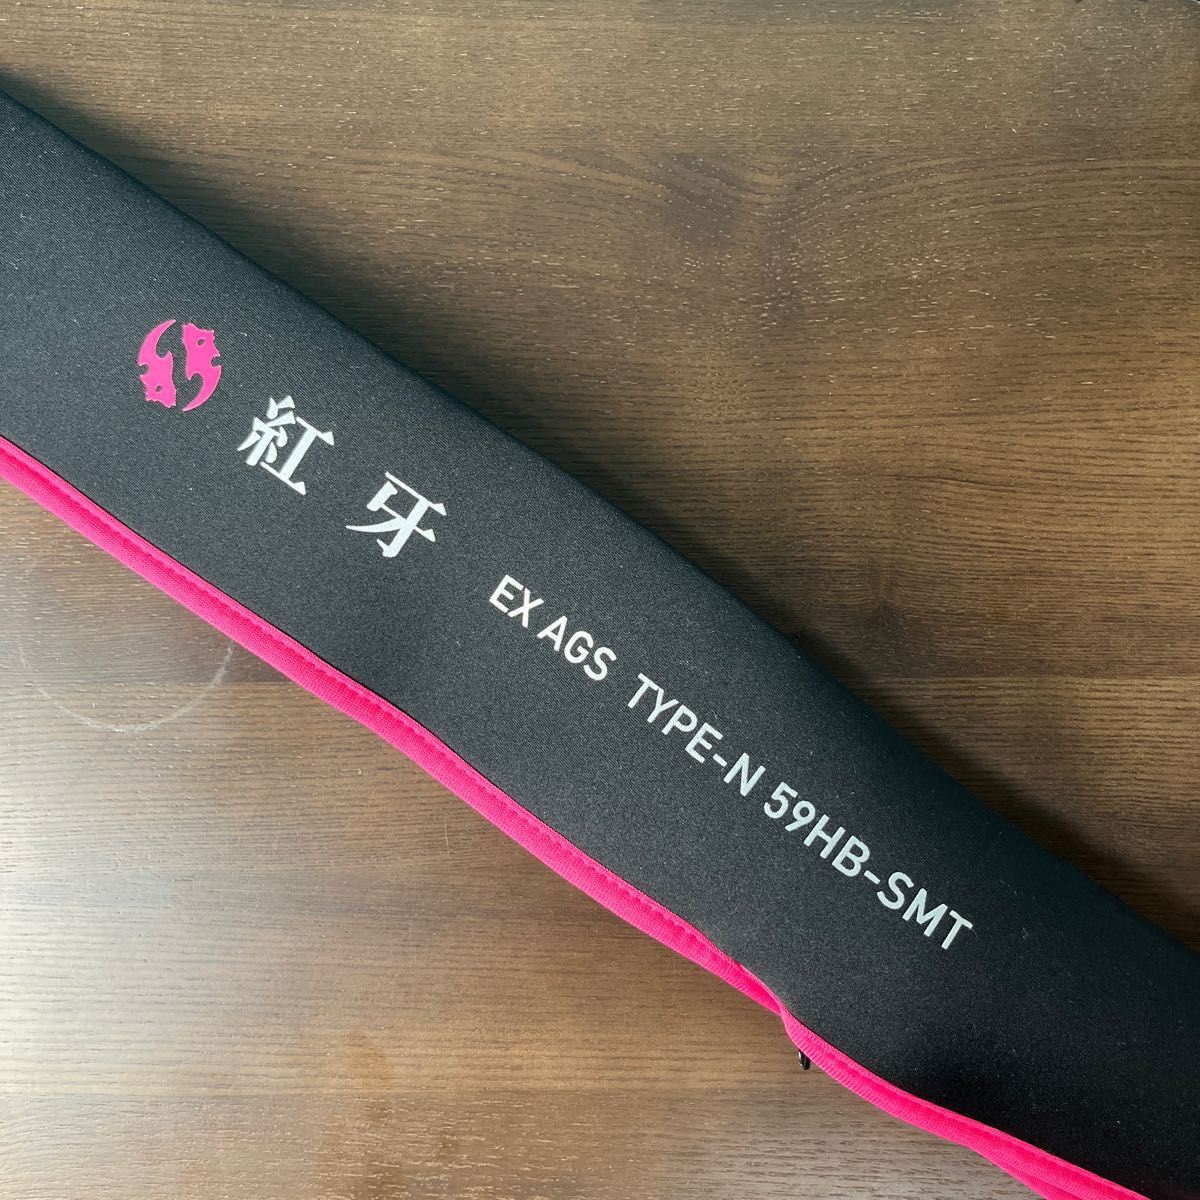 紅牙 EX AGS TYPE-N 59HB-SMT